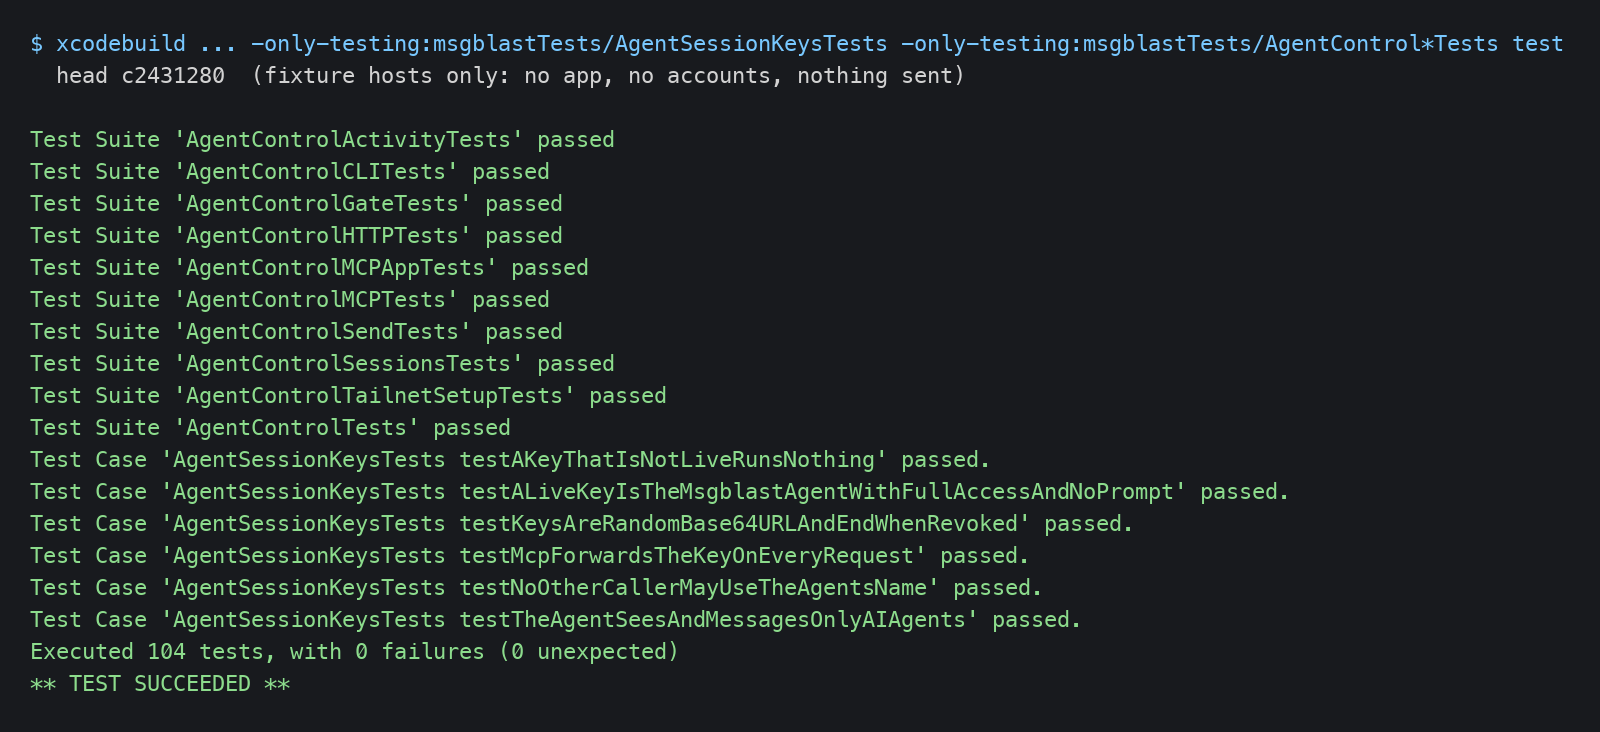 $ xcodebuild ... -only-testing:msgblastTests/AgentSessionKeysTests -only-testing:msgblastTests/AgentControl*Tests test
head c2431280  (fixture hosts only: no app, no accounts, nothing sent)
Test Suite 'AgentControlActivityTests' passed
Test Suite 'AgentControlCLITests' passed
Test Suite 'AgentControlGateTests' passed
Test Suite 'AgentControlHTTPTests' passed
Test Suite 'AgentControlMCPAppTests' passed
Test Suite 'AgentControlMCPTests' passed
Test Suite 'AgentControlSendTests' passed
Test Suite 'AgentControlSessionsTests' passed
Test Suite 'AgentControlTailnetSetupTests' passed
Test Suite 'AgentControlTests' passed
Test Case 'AgentSessionKeysTests testAKeyThatIsNotLiveRunsNothing' passed.
Test Case 'AgentSessionKeysTests testALiveKeyIsTheMsgblastAgentWithFullAccessAndNoPrompt' passed.
Test Case 'AgentSessionKeysTests testKeysAreRandomBase64URLAndEndWhenRevoked' passed.
Test Case 'AgentSessionKeysTests testMcpForwardsTheKeyOnEveryRequest' passed.
Test Case 'AgentSessionKeysTests testNoOtherCallerMayUseTheAgentsName' passed.
Test Case 'AgentSessionKeysTests testTheAgentSeesAndMessagesOnlyAIAgents' passed.
Executed 104 tests, with 0 failures (0 unexpected)
** TEST SUCCEEDED **